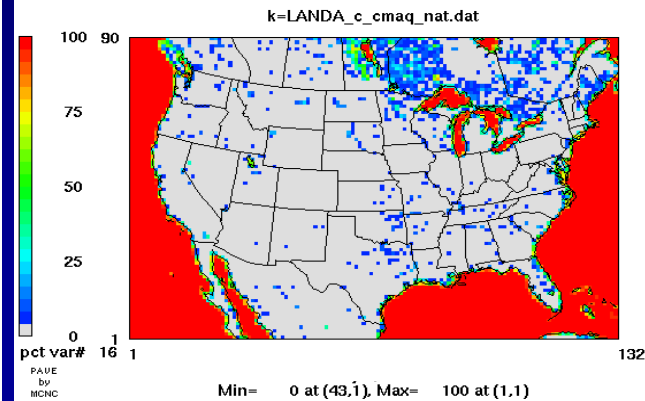 k=LANDA_c_cmaq_nat.dat
100 90
75
50
25
0 1
pct var# 16 1 132
PAVE
by
MCNC
Min= 0 at (43,1), Max= 100 at (1,1)